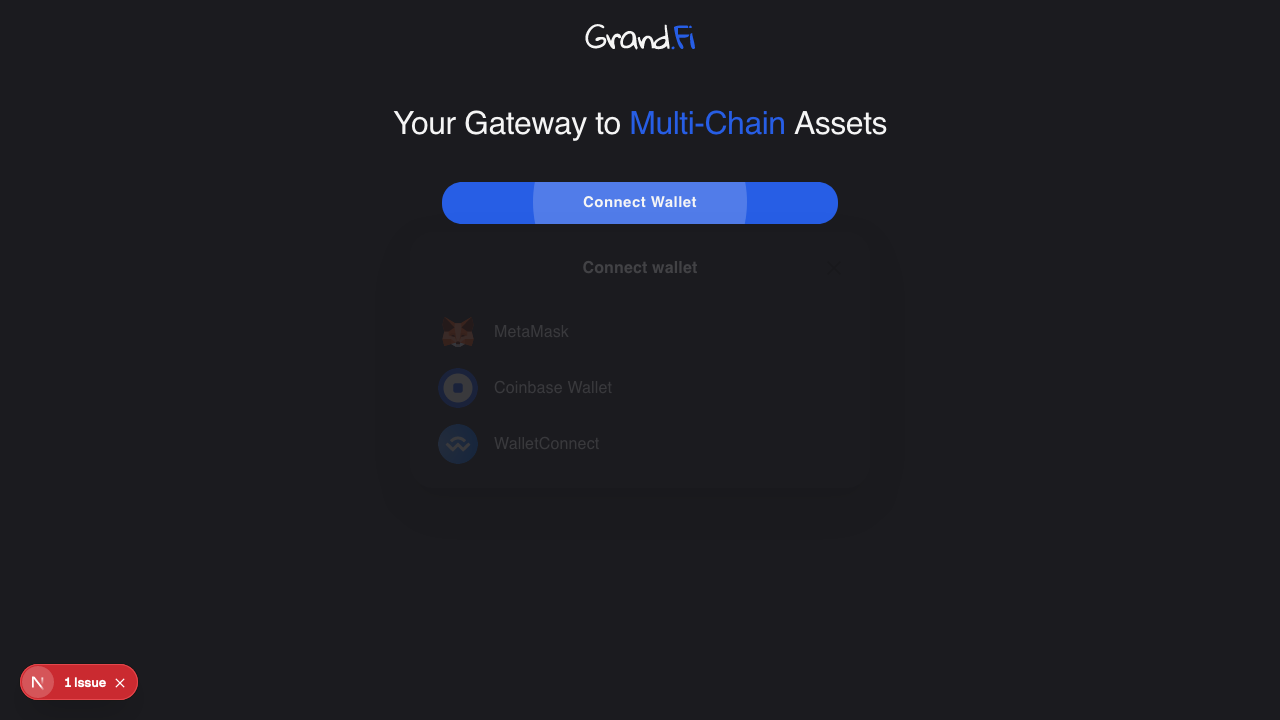 Grand.Fi
Your Gateway to Multi-Chain Assets
Connect Wallet
Connect wallet
MetaMask
Coinbase Wallet
WalletConnect
N 1 Issue